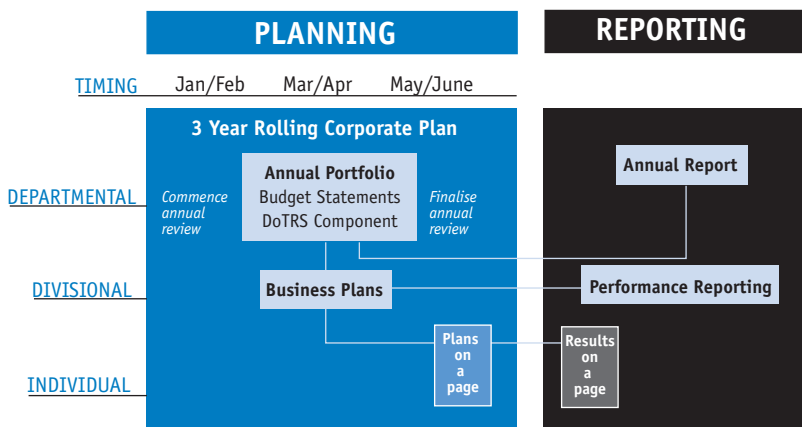 PLANNING
REPORTING
TIMING
Jan/Feb
Mar/Apr
May/June
3 Year Rolling Corporate Plan
DEPARTMENTAL
Commence
annual
review
Annual Portfolio
Budget Statements
DoTRS Component
Finalise
annual
review
Annual Report
DIVISIONAL
Business Plans
Performance Reporting
INDIVIDUAL
Plans
on
a
page
Results
on
a
page